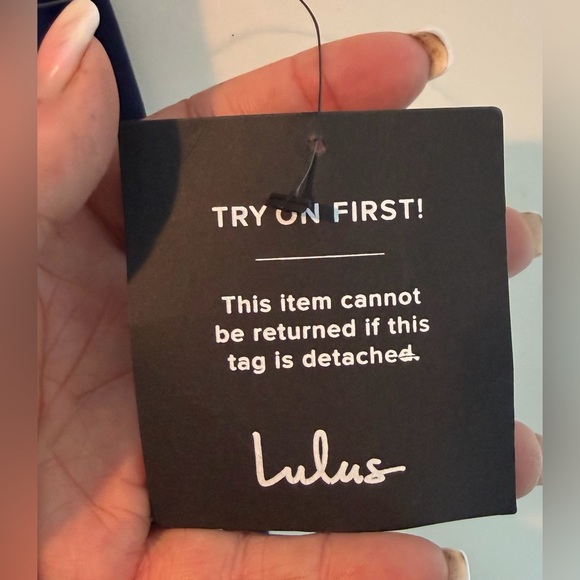 TRY ON FIRST!
This item cannot
be returned if this
tag is detached.
Lulus